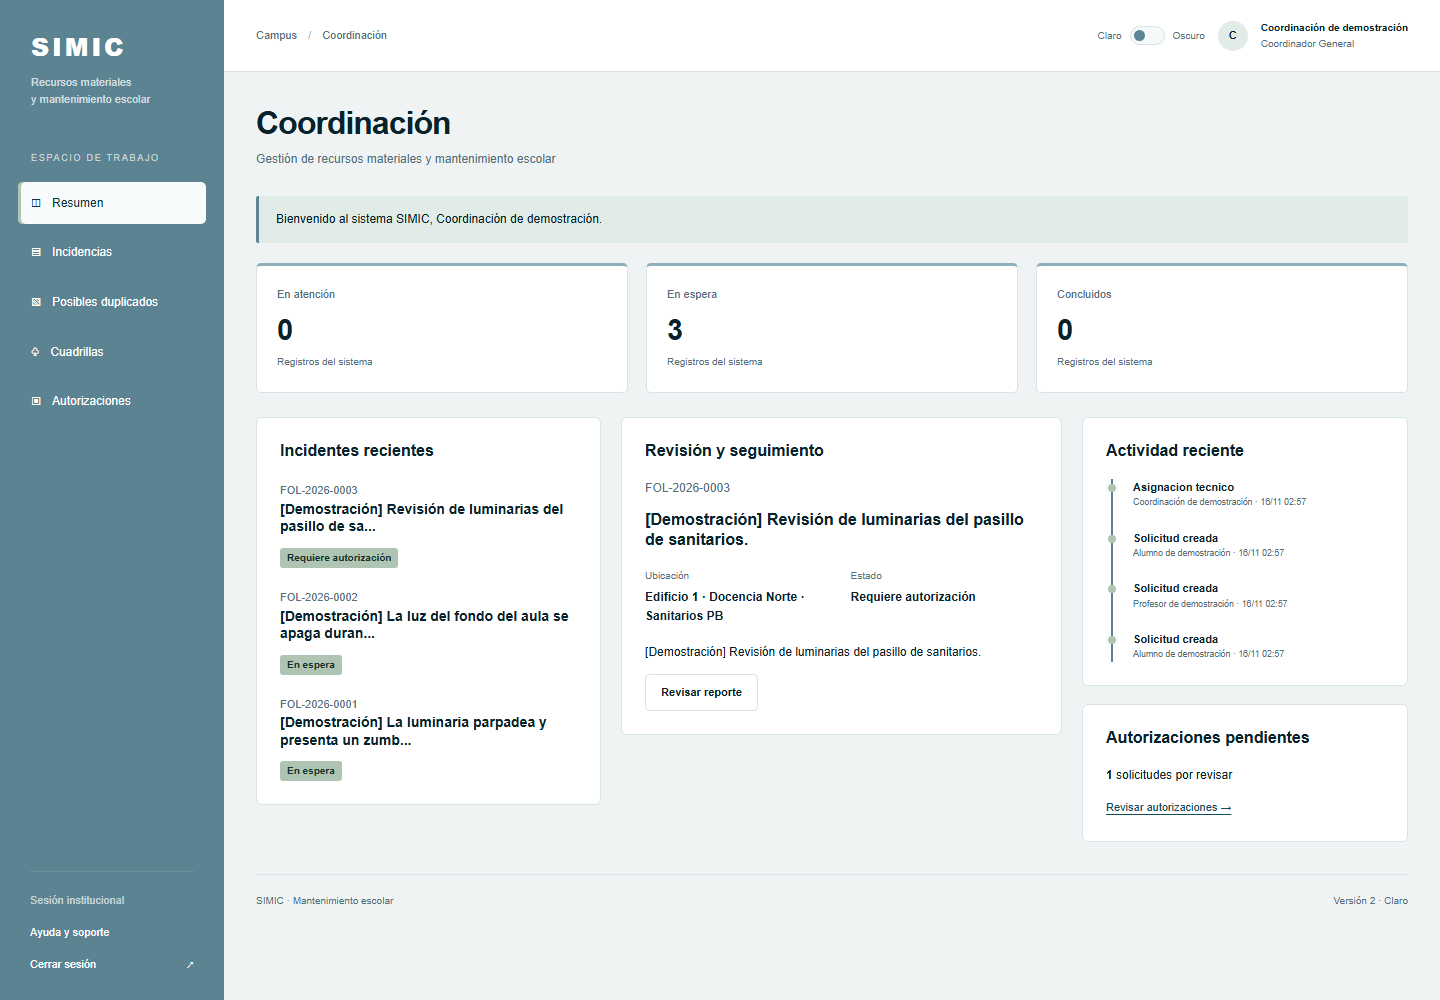 SIMIC
Recursos materiales
y mantenimiento escolar
ESPACIO DE TRABAJO
Resumen
Incidencias
Posibles duplicados
Cuadrillas
Autorizaciones
Sesión institucional
Ayuda y soporte
Cerrar sesión ↗
Campus / Coordinación
Claro Oscuro
C
Coordinación de demostración
Coordinador General
Coordinación
Gestión de recursos materiales y mantenimiento escolar
Bienvenido al sistema SIMIC, Coordinación de demostración.
En atención
0
Registros del sistema
En espera
3
Registros del sistema
Concluidos
0
Registros del sistema
Incidentes recientes
FOL-2026-0003
[Demostración] Revisión de luminarias del
pasillo de sa...
Requiere autorización
FOL-2026-0002
[Demostración] La luz del fondo del aula se
apaga duran...
En espera
FOL-2026-0001
[Demostración] La luminaria parpadea y
presenta un zumb...
En espera
Revisión y seguimiento
FOL-2026-0003
[Demostración] Revisión de luminarias del pasillo
de sanitarios.
Ubicación
Edificio 1 · Docencia Norte ·
Sanitarios PB
Estado
Requiere autorización
[Demostración] Revisión de luminarias del pasillo de sanitarios.
Revisar reporte
Actividad reciente
Asignacion tecnico
Coordinación de demostración · 16/11 02:57
Solicitud creada
Alumno de demostración · 16/11 02:57
Solicitud creada
Profesor de demostración · 16/11 02:57
Solicitud creada
Alumno de demostración · 16/11 02:57
Autorizaciones pendientes
1 solicitudes por revisar
Revisar autorizaciones →
SIMIC · Mantenimiento escolar
Versión 2 · Claro